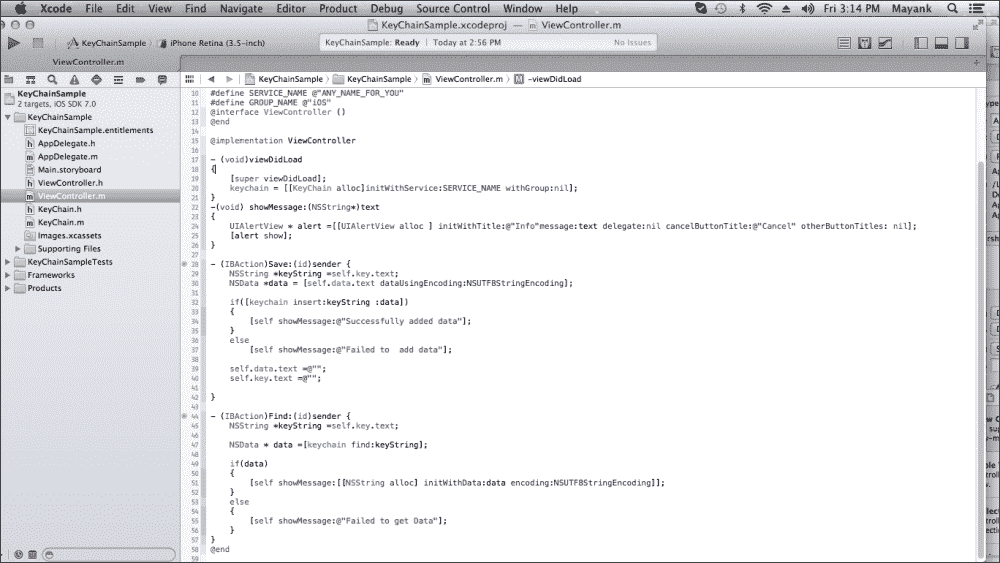 Xcode File Edit View Find Navigate Editor Product Debug Source Control Window Help Fri 3:14 PM Mayank
KeyChainSample.xcodeproj — ViewController.m
KeyChainSample iPhone Retina (3.5-inch) KeyChainSample: Ready Today at 2:56 PM No Issues
ViewController.m
KeyChainSample KeyChainSample ViewController.m M -viewDidLoad
KeyChainSample
2 targets, iOS SDK 7.0
KeyChainSample
KeyChainSample.entitlements
AppDelegate.h
AppDelegate.m
Main.storyboard
ViewController.h
ViewController.m
KeyChain.h
KeyChain.m
Images.xcassets
Supporting Files
KeyChainSampleTests
Frameworks
Products
10 #define SERVICE_NAME @"ANY_NAME_FOR_YOU"
11 #define GROUP_NAME @"iOS"
12 @interface ViewController ()
13 @end
14
15 @implementation ViewController
16
17 - (void)viewDidLoad
18 {
19 [super viewDidLoad];
20 keychain = [[KeyChain alloc]initWithService:SERVICE_NAME withGroup:nil];
21 }
22 -(void) showMessage:(NSString*)text
23 {
24 UIAlertView * alert =[[UIAlertView alloc ] initWithTitle:@"Info"message:text delegate:nil cancelButtonTitle:@"Cancel" otherButtonTitles: nil];
25 [alert show];
26 }
27
28 - (IBAction)Save:(id)sender {
29 NSString *keyString =self.key.text;
30 NSData *data = [self.data.text dataUsingEncoding:NSUTF8StringEncoding];
31
32 if([keychain insert:keyString :data])
33 {
34 [self showMessage:@"Successfully added data"];
35 }
36 else
37 [self showMessage:@"Failed to  add data"];
38
39 self.data.text =@"";
40 self.key.text =@"";
41
42 }
43
44 - (IBAction)Find:(id)sender {
45 NSString *keyString =self.key.text;
46
47 NSData * data =[keychain find:keyString];
48
49 if(data)
50 {
51 [self showMessage:[[NSString alloc] initWithData:data encoding:NSUTF8StringEncoding]];
52 }
53 else
54 {
55 [self showMessage:@"Failed to get Data"];
56 }
57 }
58 @end
59